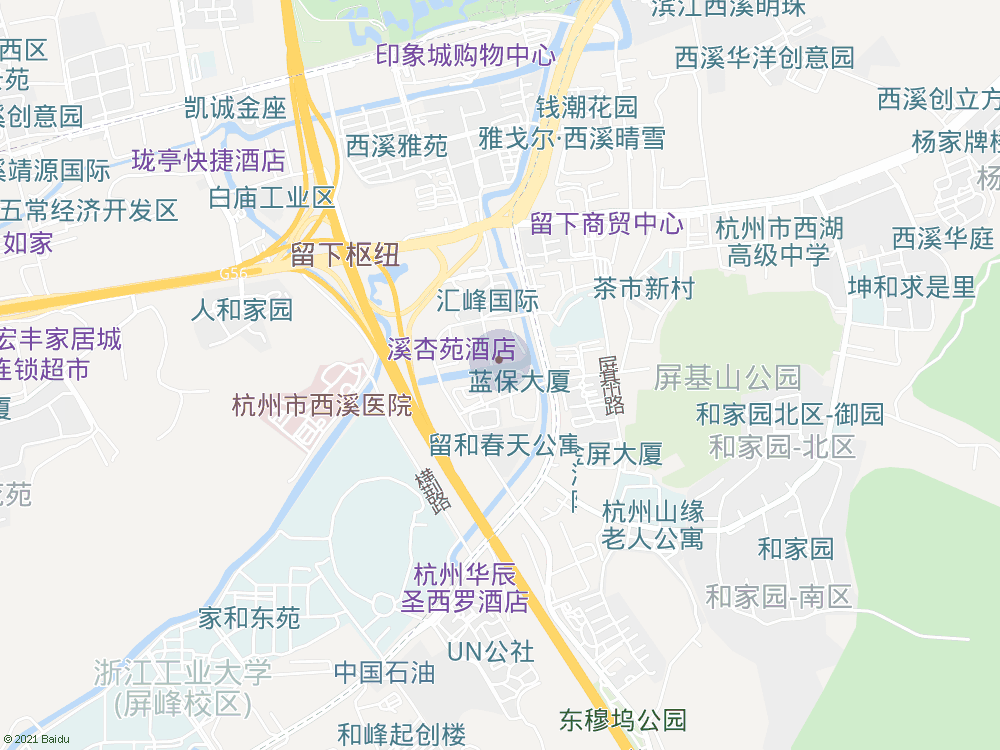 滨江西溪明珠
西区
印象城购物中心
西溪华洋创意园
苑
凯诚金座
钱潮花园
西溪创立方
创意园
西溪雅苑
雅戈尔·西溪晴雪
杨家牌楼
珑亭快捷酒店
靖源国际
杨
白庙工业区
五常经济开发区
留下商贸中心
杭州市西湖
高级中学
如家
西溪华庭
留下枢纽
G56
茶市新村
坤和求是里
人和家园
汇峰国际
宏丰家居城
连锁超市
溪杏苑酒店
屏基山公园
蓝保大厦
屏基山路
厦
杭州市西溪医院
和家园北区-御园
留和春天公寓
和家园-北区
屏大厦
横埂路
苑
杭州山缘
老人公寓
和家园
杭州华辰
圣西罗酒店
和家园-南区
家和东苑
UN公社
浙江工业大学
(屏峰校区)
中国石油
东穆坞公园
和峰起创楼
© 2021 Baidu